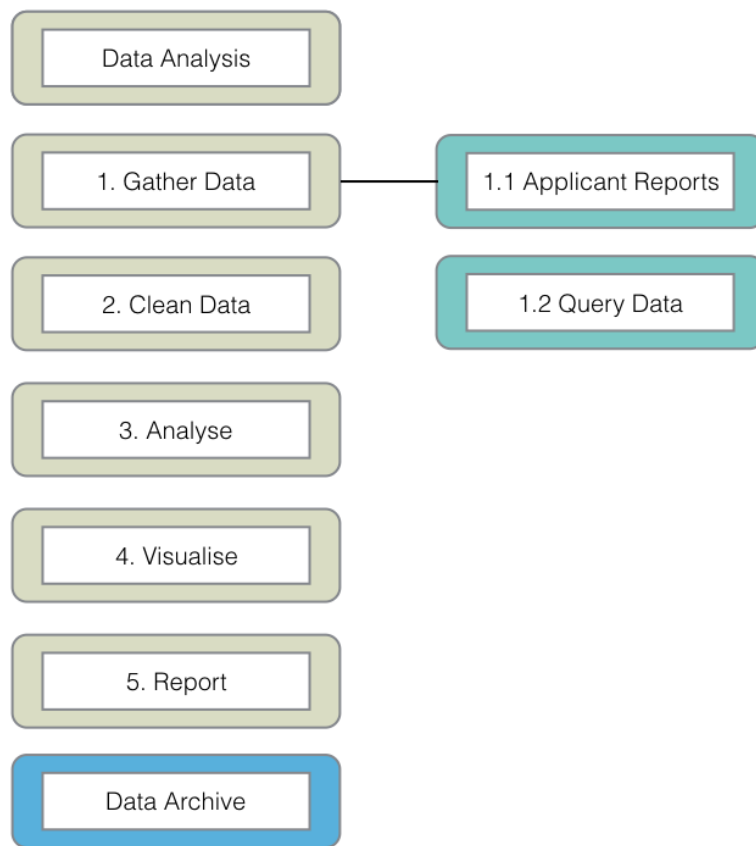 Data Analysis
1. Gather Data
1.1 Applicant Reports
2. Clean Data
1.2 Query Data
3. Analyse
4. Visualise
5. Report
Data Archive